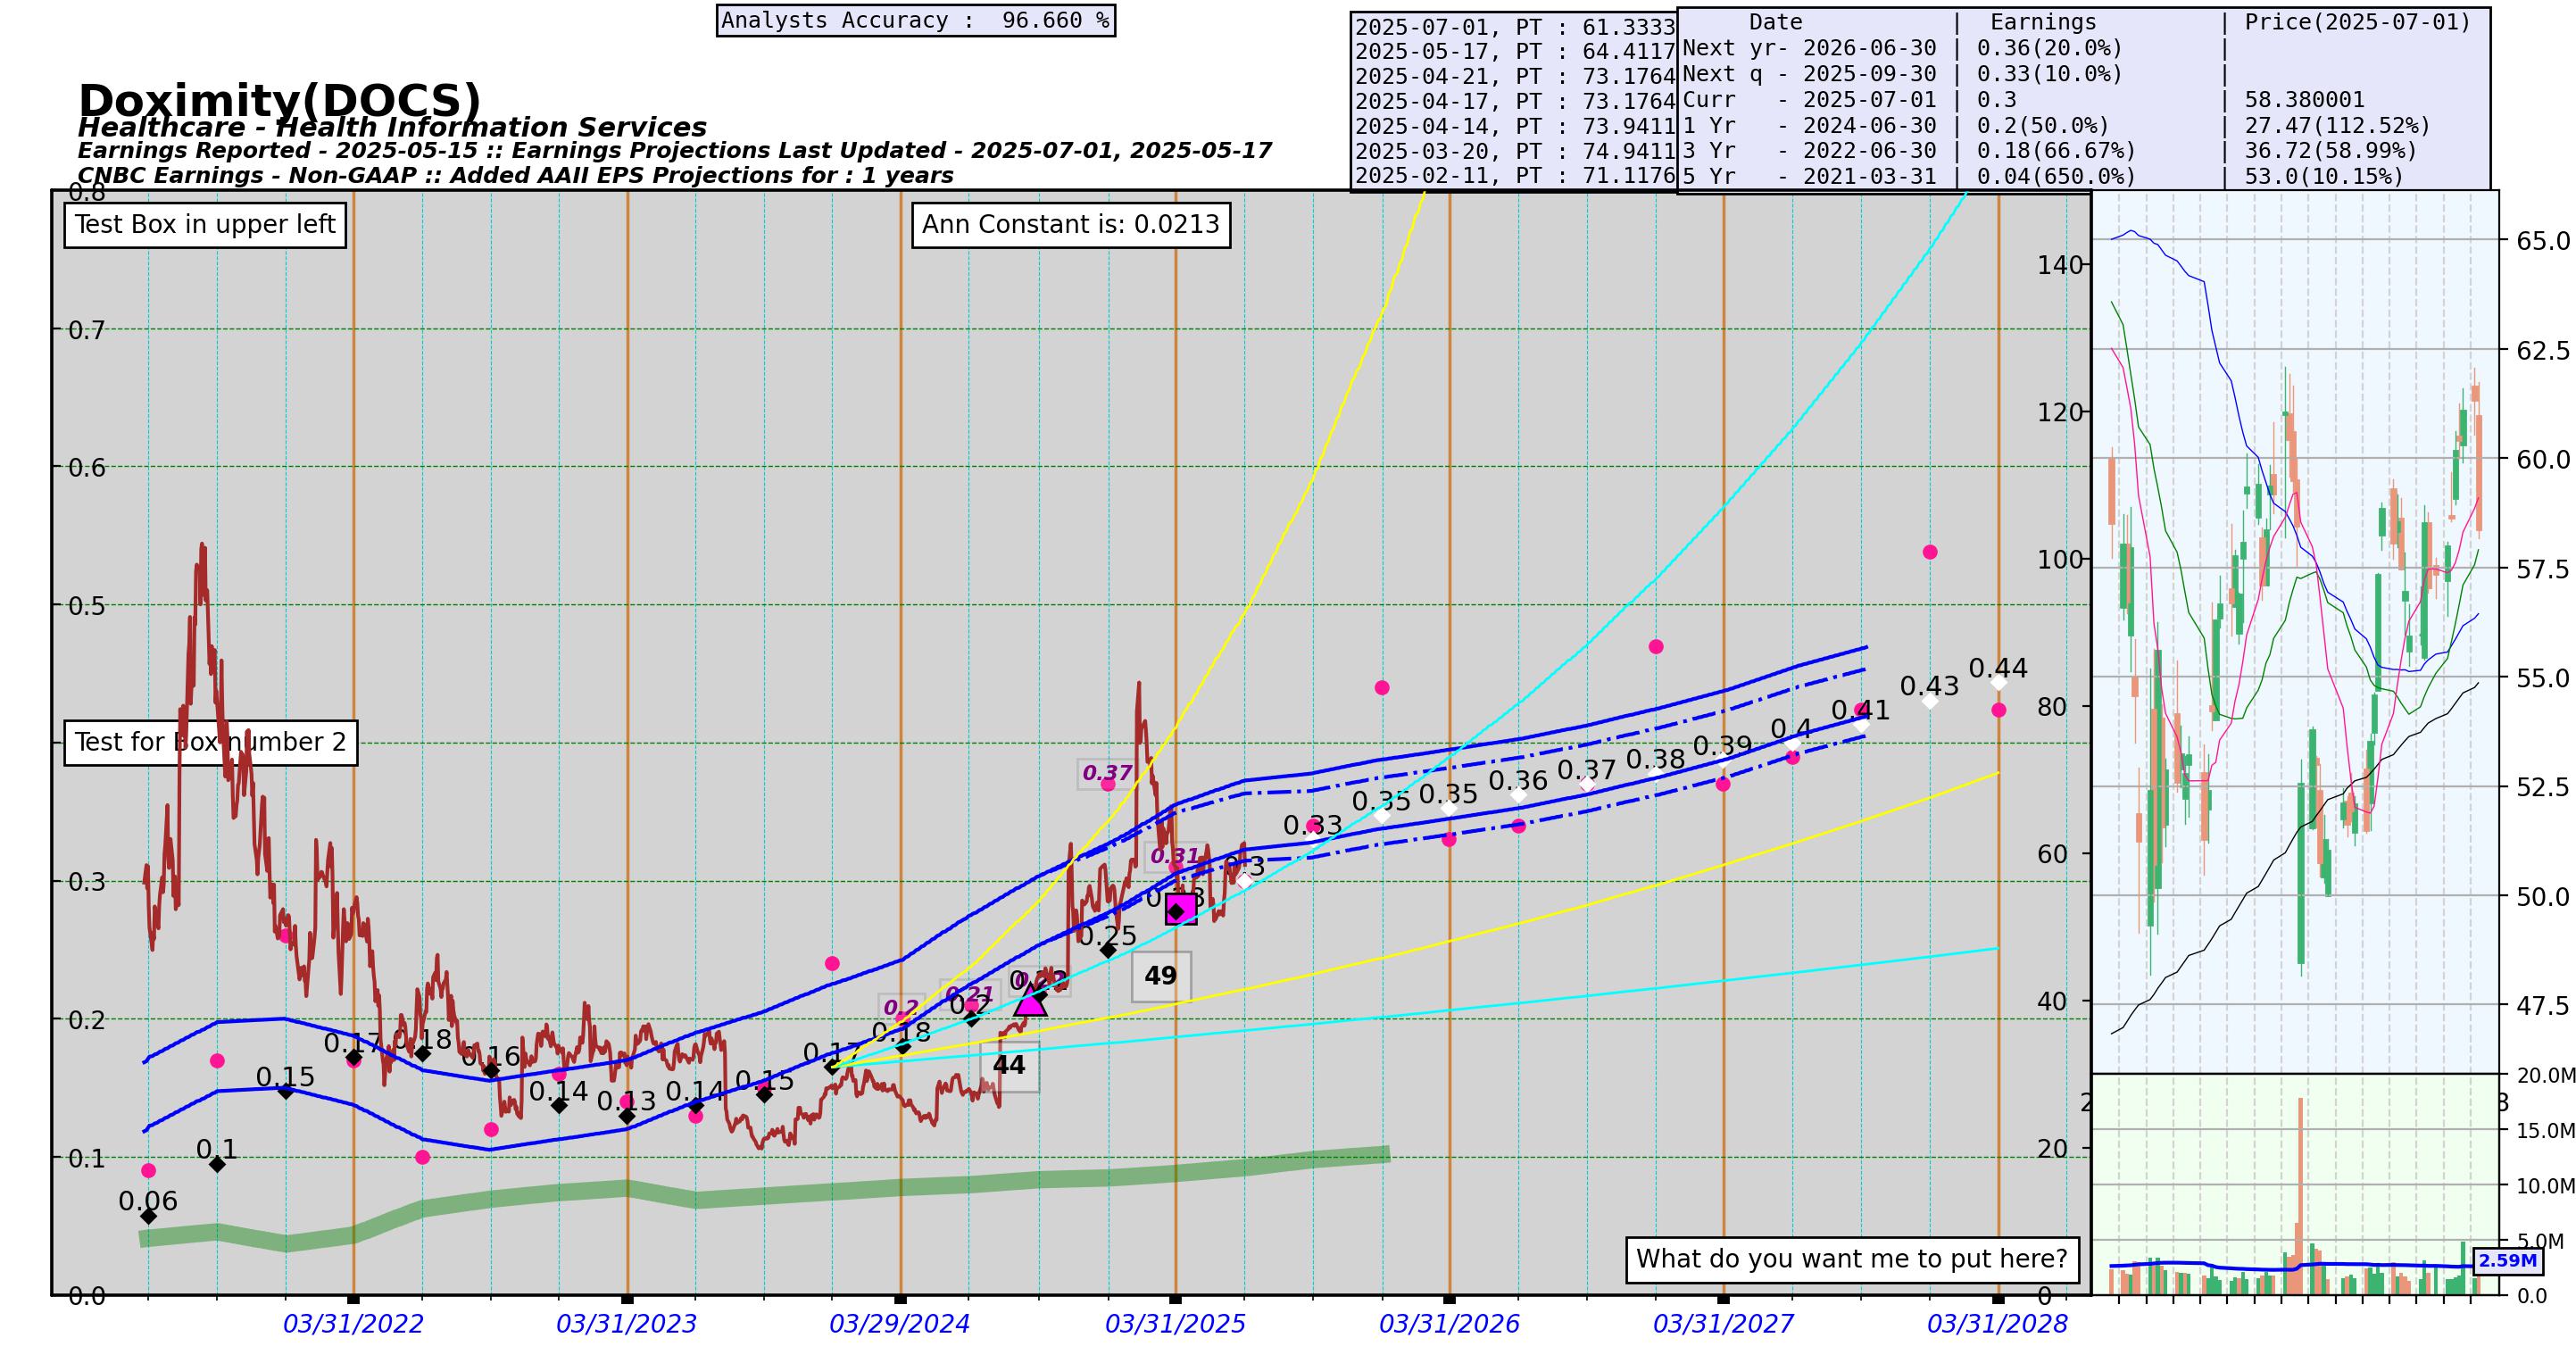 Analysts Accuracy :  96.660 %
2025-07-01, PT : 61.3333
2025-05-17, PT : 64.4117
2025-04-21, PT : 73.1764
2025-04-17, PT : 73.1764
2025-04-14, PT : 73.9411
2025-03-20, PT : 74.9411
2025-02-11, PT : 71.1176
Date | Earnings | Price(2025-07-01)
Next yr- 2026-06-30 | 0.36(20.0%) |
Next q - 2025-09-30 | 0.33(10.0%) |
Curr - 2025-07-01 | 0.3 | 58.380001
1 Yr - 2024-06-30 | 0.2(50.0%) | 27.47(112.52%)
3 Yr - 2022-06-30 | 0.18(66.67%) | 36.72(58.99%)
5 Yr - 2021-03-31 | 0.04(650.0%) | 53.0(10.15%)
Doximity(DOCS)
Healthcare - Health Information Services
Earnings Reported - 2025-05-15 :: Earnings Projections Last Updated - 2025-07-01, 2025-05-17
CNBC Earnings - Non-GAAP :: Added AAII EPS Projections for : 1 years
0.8
Test Box in upper left
Ann Constant is: 0.0213
0.7
0.6
0.5
Test for Box number 2
0.3
0.2
0.1
0.0
140
120
100
80
60
40
20
0
65.0
62.5
60.0
57.5
55.0
52.5
50.0
47.5
20.0M
15.0M
10.0M
5.0M
2.59M
0.0
0.06
0.1
0.15
0.17
0.18
0.16
0.14
0.13
0.14
0.15
0.17
0.18
0.2
0.2
0.21
0.25
0.37
0.31
0.3
0.33
0.35
0.35
0.36
0.37
0.38
0.39
0.4
0.41
0.43
0.44
44
49
What do you want me to put here?
03/31/2022
03/31/2023
03/29/2024
03/31/2025
03/31/2026
03/31/2027
03/31/2028